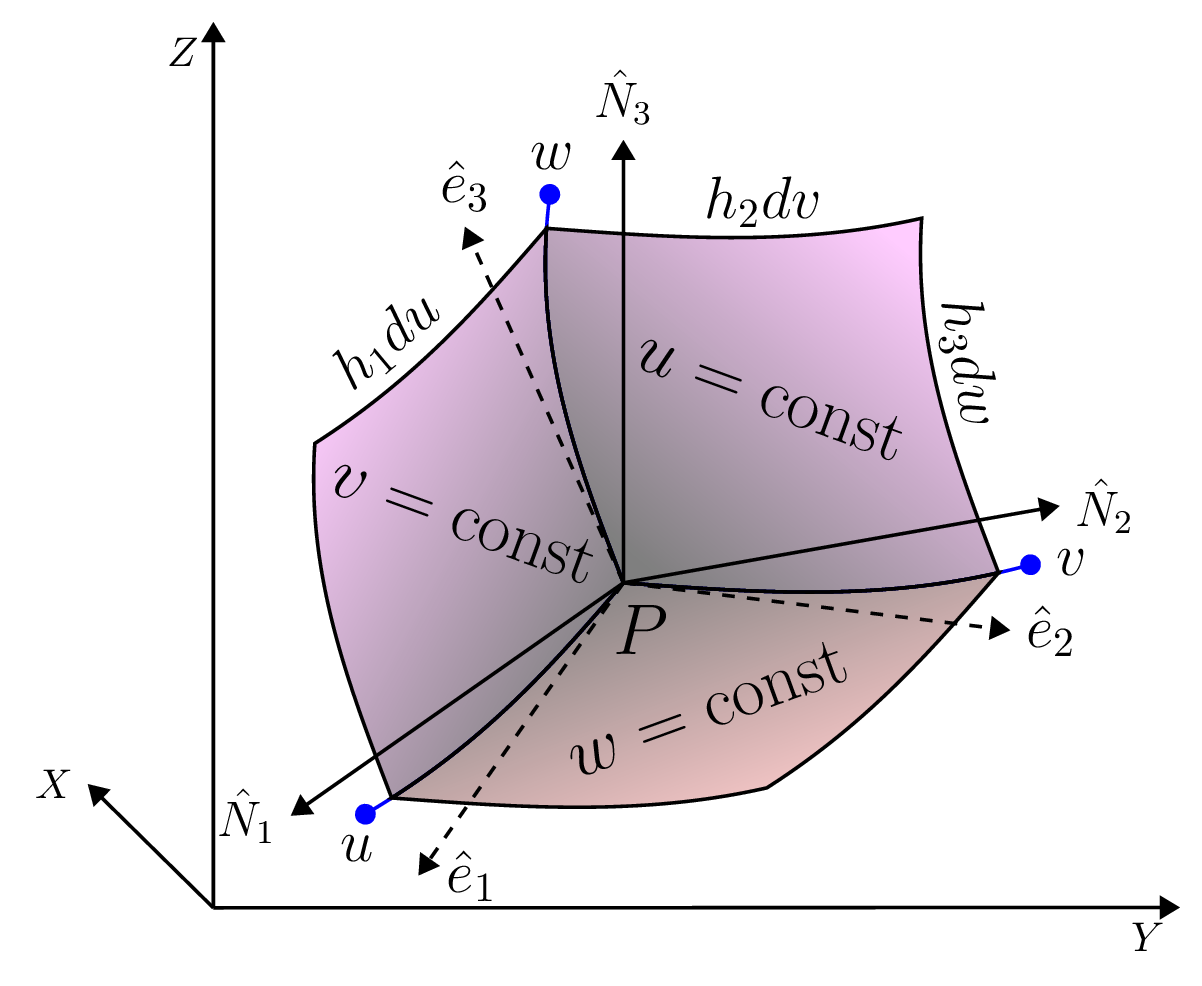 Z
N̂₃
w
ê₃
h₂dv
h₁du
h₃dw
u = const
v = const
N̂₂
v
P
ê₂
w = const
X
N̂₁
u
ê₁
Y